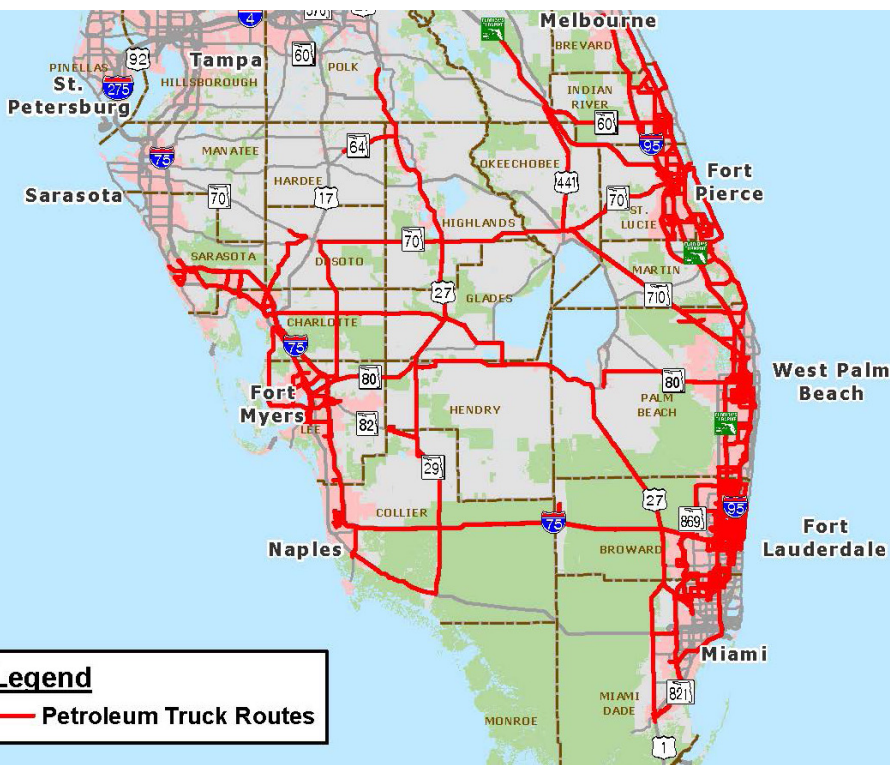 4
570
Melbourne
BREVARD
92
Tampa
60
POLK
PINELLAS
St.
Petersburg
275
HILLSBOROUGH
INDIAN
RIVER
60
95
75
MANATEE
64
OKEECHOBEE
441
Fort
Pierce
HARDEE
17
Sarasota
70
70
ST.
LUCIE
HIGHLANDS
70
SARASOTA
DESOTO
MARTIN
27
GLADES
710
CHARLOTTE
75
80
80
West Palm
Beach
Fort
Myers
HENDRY
PALM
BEACH
LEE
82
29
27
95
COLLIER
869
75
Fort
Lauderdale
Naples
BROWARD
Miami
Legend
Petroleum Truck Routes
821
MIAMI
DADE
MONROE
1